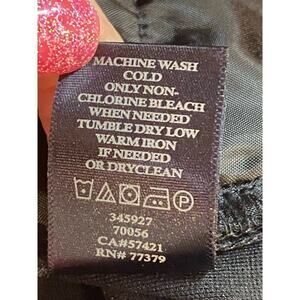 MACHINE WASH
COLD
ONLY NON-
CHLORINE BLEACH
WHEN NEEDED
TUMBLE DRY LOW
WARM IRON
IF NEEDED
OR DRYCLEAN
P
345927
70056
CA#57421
RN# 77379